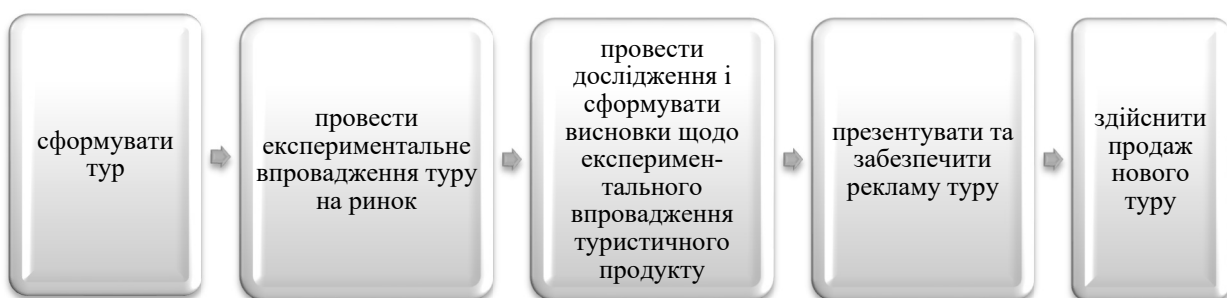 сформувати
тур
провести
експериментальне
впровадження туру
на ринок
провести
дослідження і
сформувати
висновки щодо
експеримен-
тального
впровадження
туристичного
продукту
презентувати та
забезпечити
рекламу туру
здійснити
продаж
нового
туру